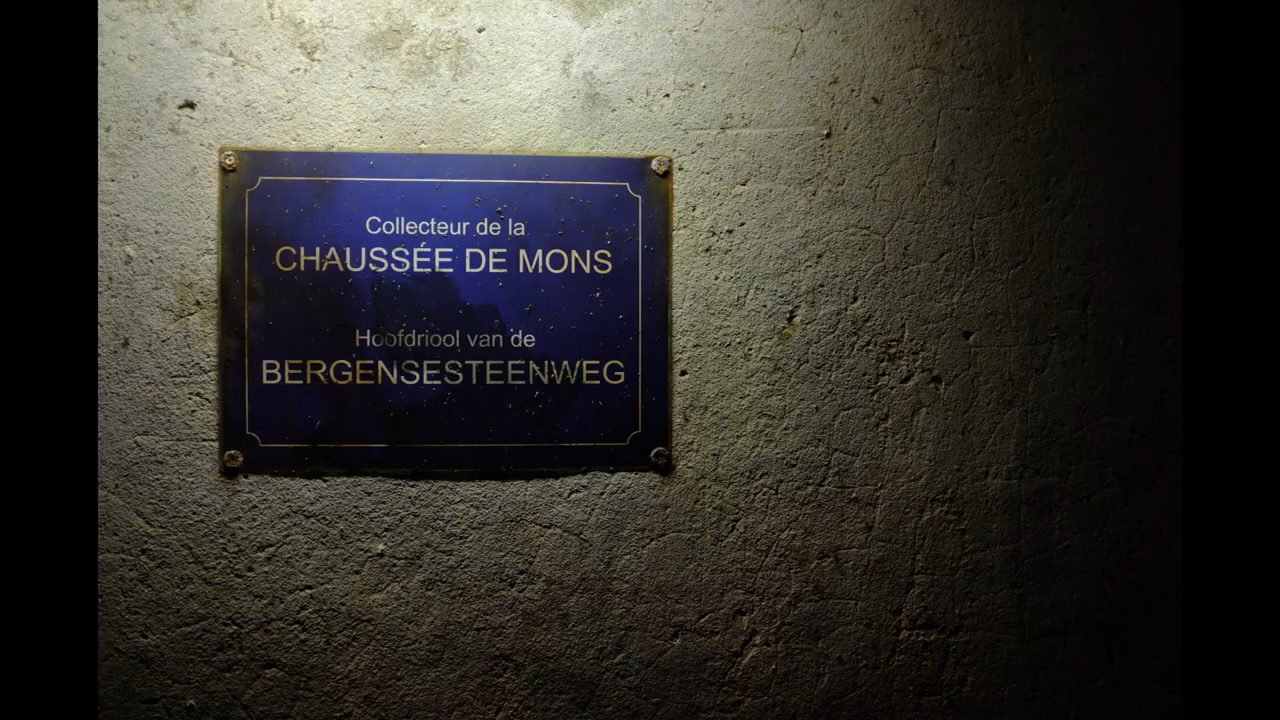 Collecteur de la
CHAUSSÉE DE MONS
Hoofdriool van de
BERGENSESTEENWEG